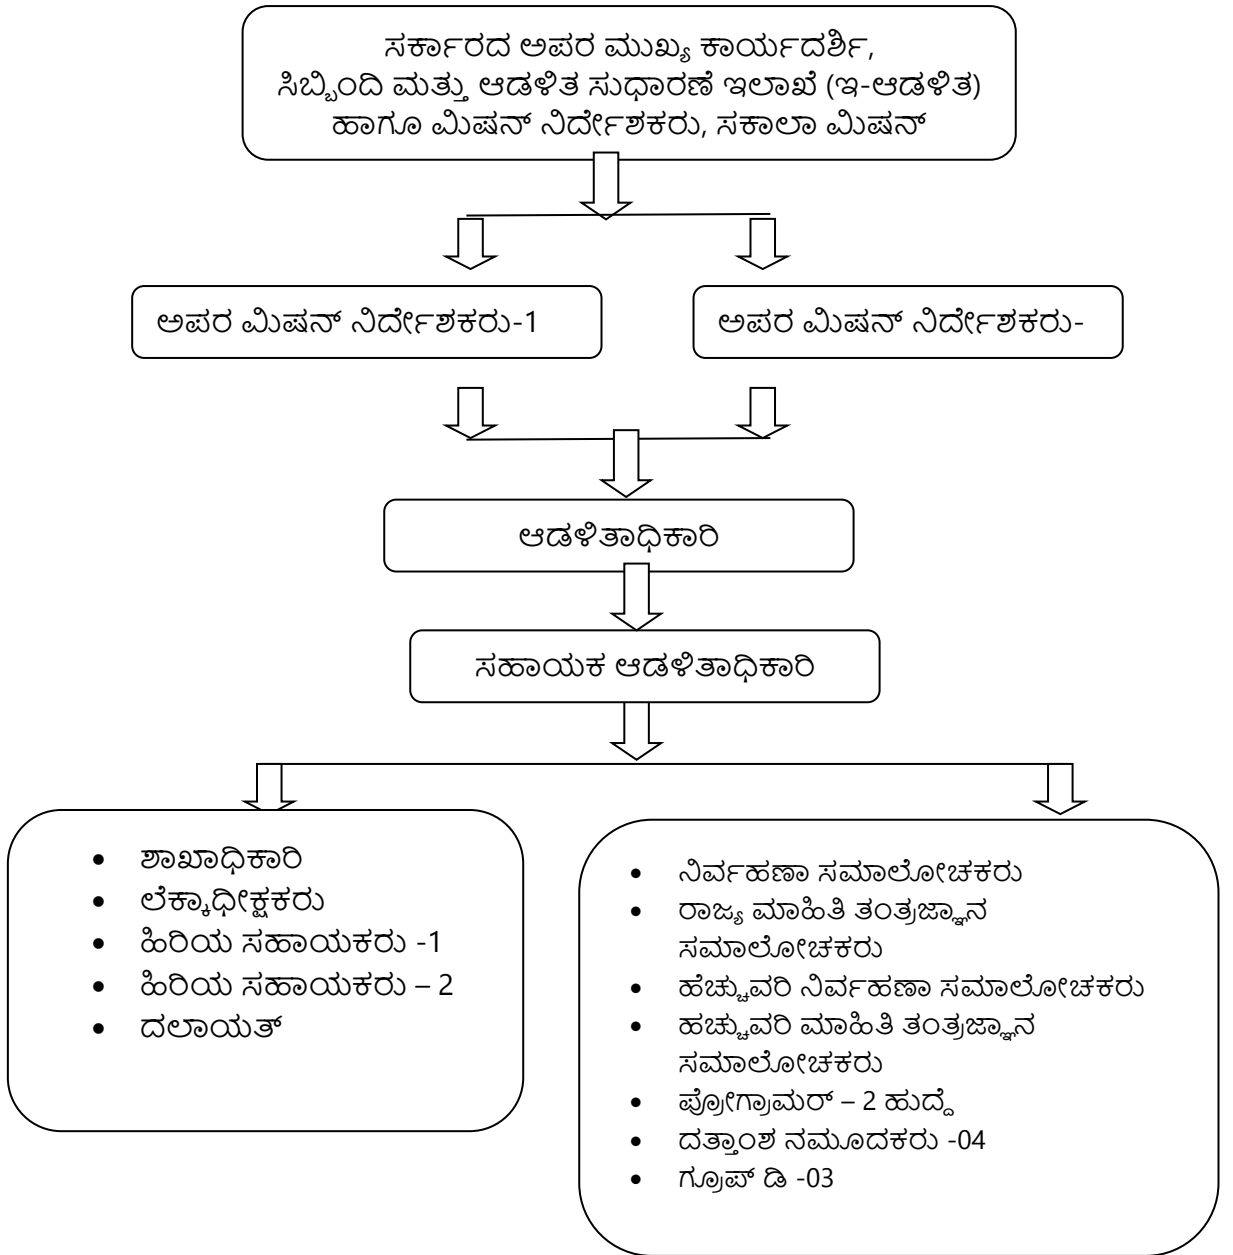 ಸರ್ಕಾರದ ಅಪರ ಮುಖ್ಯ ಕಾರ್ಯದರ್ಶಿ,
ಸಿಬ್ಬಿಂದಿ ಮತ್ತು ಆಡಳಿತ ಸುಧಾರಣೆ ಇಲಾಖೆ (ಇ-ಆಡಳಿತ)
ಹಾಗೂ ಮಿಷನ್ ನಿರ್ದೇಶಕರು, ಸಕಾಲಾ ಮಿಷನ್
ಅಪರ ಮಿಷನ್ ನಿರ್ದೇಶಕರು-1
ಅಪರ ಮಿಷನ್ ನಿರ್ದೇಶಕರು-
ಆಡಳಿತಾಧಿಕಾರಿ
ಸಹಾಯಕ ಆಡಳಿತಾಧಿಕಾರಿ
• ಶಾಖಾಧಿಕಾರಿ
• ಲೆಕ್ಕಾಧೀಕ್ಷಕರು
• ಹಿರಿಯ ಸಹಾಯಕರು -1
• ಹಿರಿಯ ಸಹಾಯಕರು – 2
• ದಲಾಯತ್
• ನಿರ್ವಹಣಾ ಸಮಾಲೋಚಕರು
• ರಾಜ್ಯ ಮಾಹಿತಿ ತಂತ್ರಜ್ಞಾನ
ಸಮಾಲೋಚಕರು
• ಹೆಚ್ಚುವರಿ ನಿರ್ವಹಣಾ ಸಮಾಲೋಚಕರು
• ಹಚ್ಚುವರಿ ಮಾಹಿತಿ ತಂತ್ರಜ್ಞಾನ
ಸಮಾಲೋಚಕರು
• ಪ್ರೋಗ್ರಾಮರ್ – 2 ಹುದ್ದೆ
• ದತ್ತಾಂಶ ನಮೂದಕರು -04
• ಗ್ರೂಪ್ ಡಿ -03